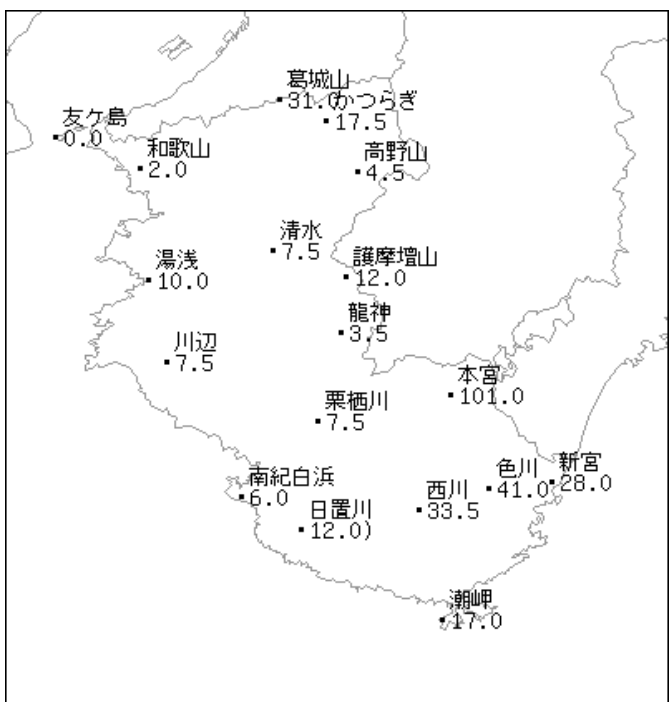 葛城山
31.0
かつらぎ
17.5
友ケ島
0.0
和歌山
2.0
高野山
4.5
清水
7.5
護摩壇山
12.0
湯浅
10.0
龍神
3.5
川辺
7.5
本宮
101.0
栗栖川
7.5
新宮
28.0
色川
41.0
南紀白浜
6.0
西川
33.5
日置川
12.0)
潮岬
17.0